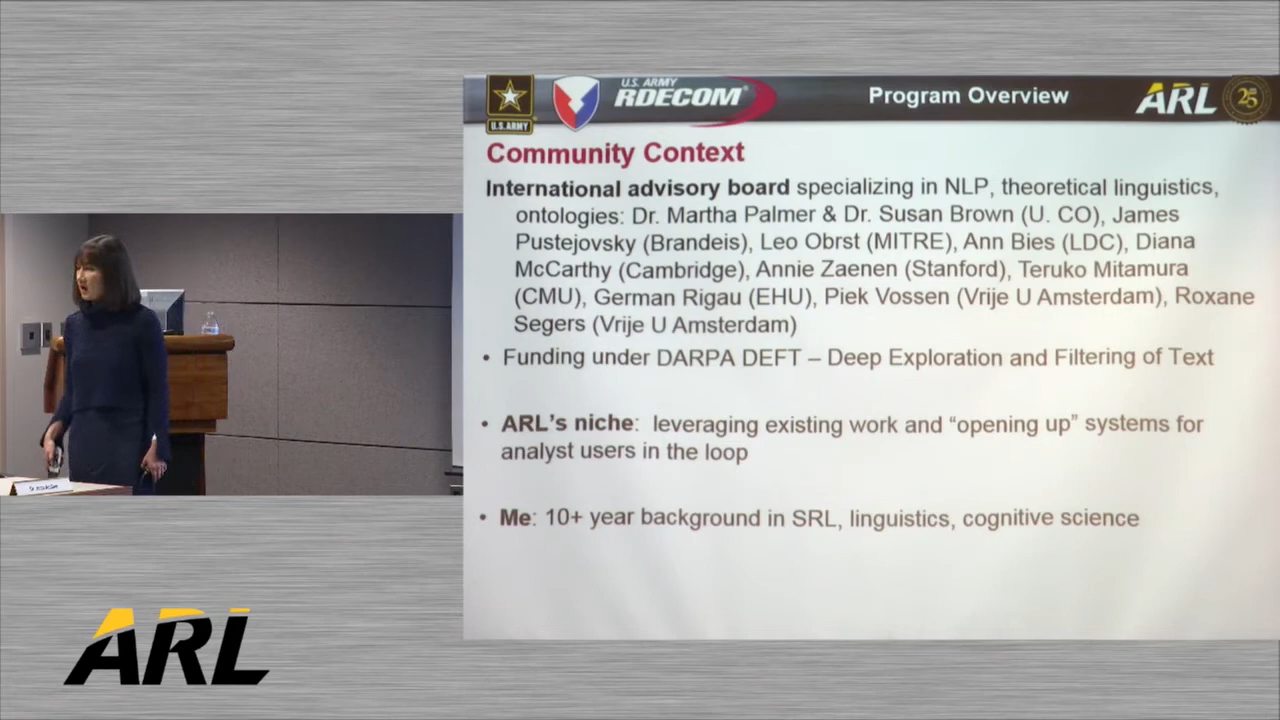 U.S. ARMY
U.S. ARMY
RDECOM
Program Overview
ARL
25
Community Context
International advisory board specializing in NLP, theoretical linguistics,
ontologies: Dr. Martha Palmer & Dr. Susan Brown (U. CO), James
Pustejovsky (Brandeis), Leo Obrst (MITRE), Ann Bies (LDC), Diana
McCarthy (Cambridge), Annie Zaenen (Stanford), Teruko Mitamura
(CMU), German Rigau (EHU), Piek Vossen (Vrije U Amsterdam), Roxane
Segers (Vrije U Amsterdam)
• Funding under DARPA DEFT – Deep Exploration and Filtering of Text
• ARL's niche: leveraging existing work and “opening up” systems for
analyst users in the loop
• Me: 10+ year background in SRL, linguistics, cognitive science
ARL